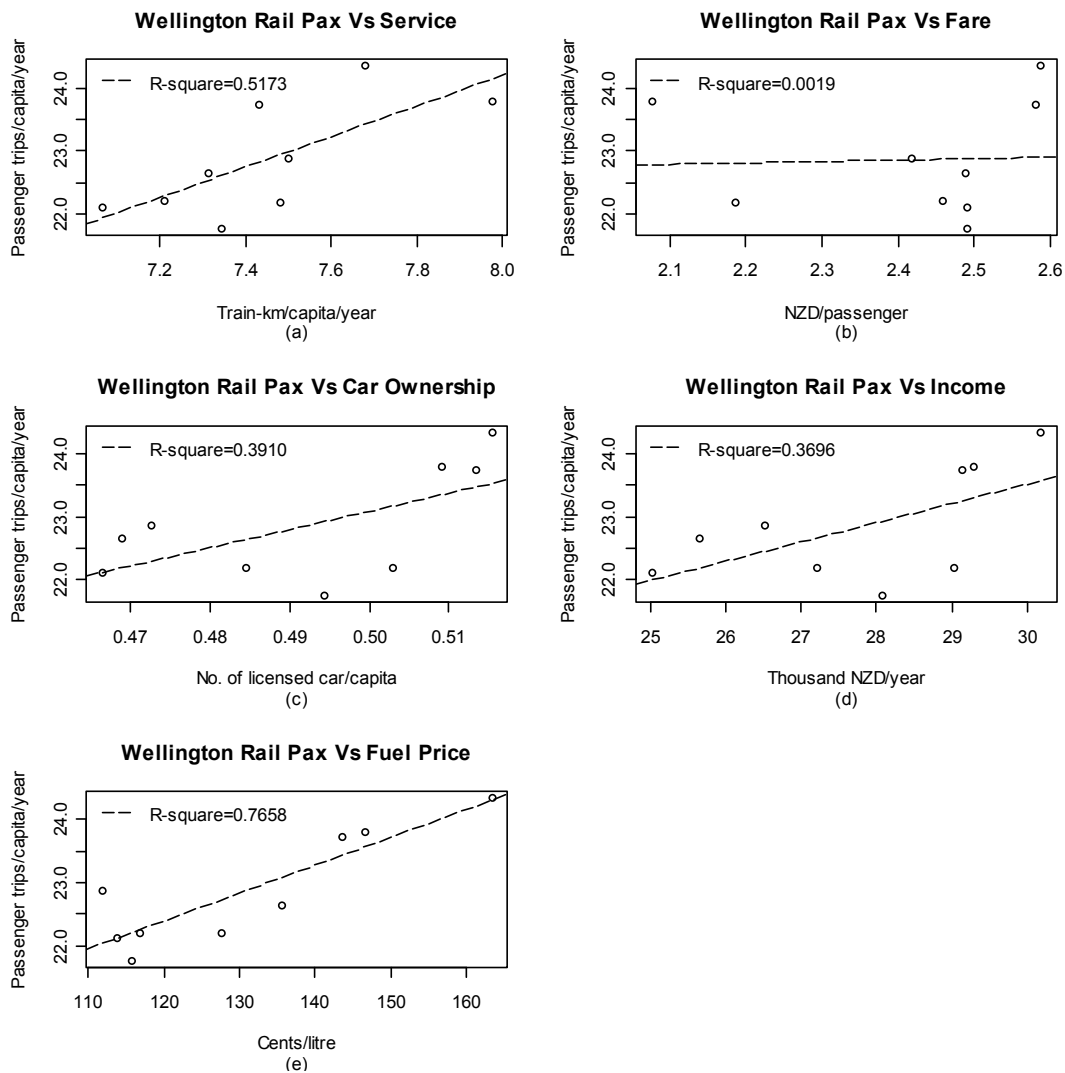 Wellington Rail Pax Vs Service
Passenger trips/capita/year
24.0
23.0
22.0
R-square=0.5173
7.2 7.4 7.6 7.8 8.0
Train-km/capita/year
(a)
Wellington Rail Pax Vs Fare
Passenger trips/capita/year
24.0
23.0
22.0
R-square=0.0019
2.1 2.2 2.3 2.4 2.5 2.6
NZD/passenger
(b)
Wellington Rail Pax Vs Car Ownership
Passenger trips/capita/year
24.0
23.0
22.0
R-square=0.3910
0.47 0.48 0.49 0.50 0.51
No. of licensed car/capita
(c)
Wellington Rail Pax Vs Income
Passenger trips/capita/year
24.0
23.0
22.0
R-square=0.3696
25 26 27 28 29 30
Thousand NZD/year
(d)
Wellington Rail Pax Vs Fuel Price
Passenger trips/capita/year
24.0
23.0
22.0
R-square=0.7658
110 120 130 140 150 160
Cents/litre
(e)